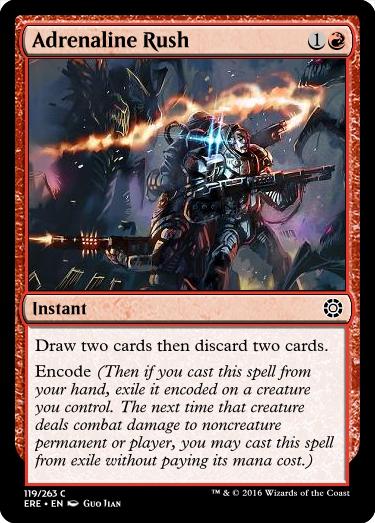 Adrenaline Rush 1
Instant
Draw two cards then discard two cards.
Encode (Then if you cast this spell from
your hand, exile it encoded on a creature
you control. The next time that creature
deals combat damage to noncreature
permanent or player, you may cast this spell
from exile without paying its mana cost.)
119/263 C
ERE • EN Guo Jian
™ & © 2016 Wizards of the Coast